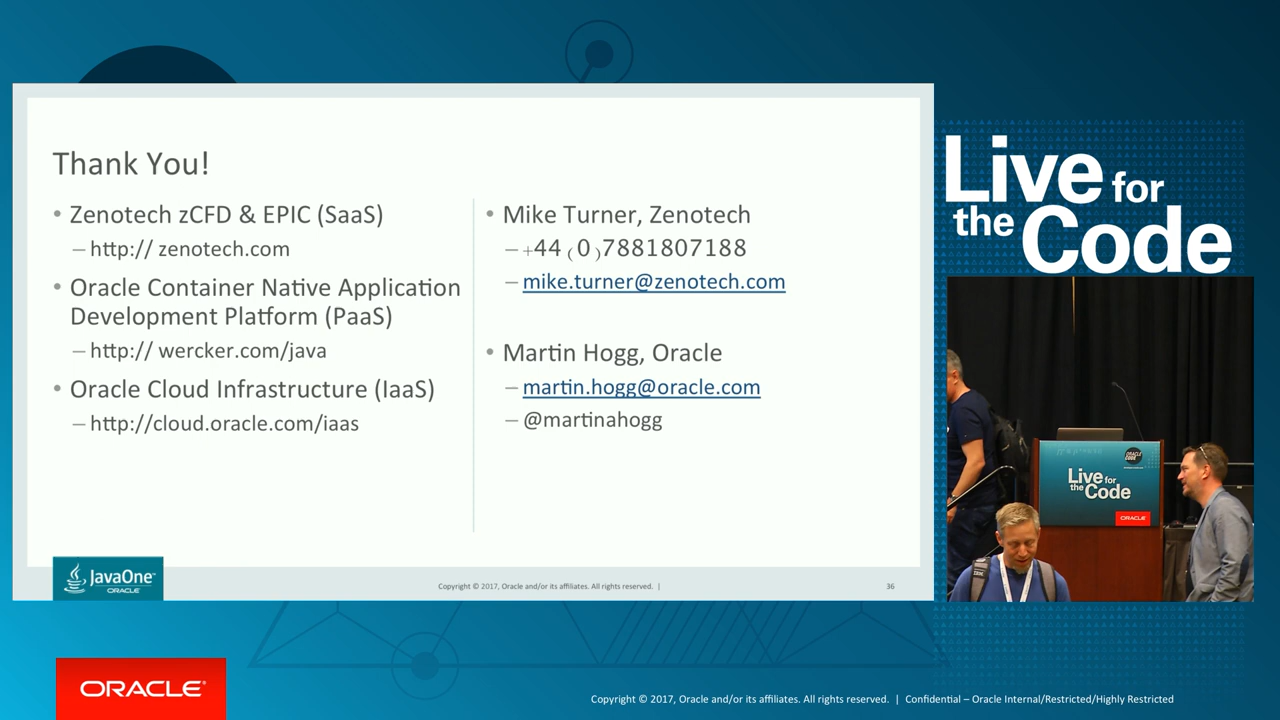 Thank You!
• Zenotech zCFD & EPIC (SaaS)
– http:// zenotech.com
• Oracle Container Native Application
Development Platform (PaaS)
– http:// wercker.com/java
• Oracle Cloud Infrastructure (IaaS)
– http://cloud.oracle.com/iaas
• Mike Turner, Zenotech
– +44 (0)7881807188
– mike.turner@zenotech.com
• Martin Hogg, Oracle
– martin.hogg@oracle.com
– @martinahogg
JavaOne™
ORACLE
Copyright © 2017, Oracle and/or its affiliates. All rights reserved. |
36
Live for
the Code
ORACLE
CODE
Live for
the Code
ORACLE
IBM
ORACLE®
Copyright © 2017, Oracle and/or its affiliates. All rights reserved. | Confidential – Oracle Internal/Restricted/Highly Restricted